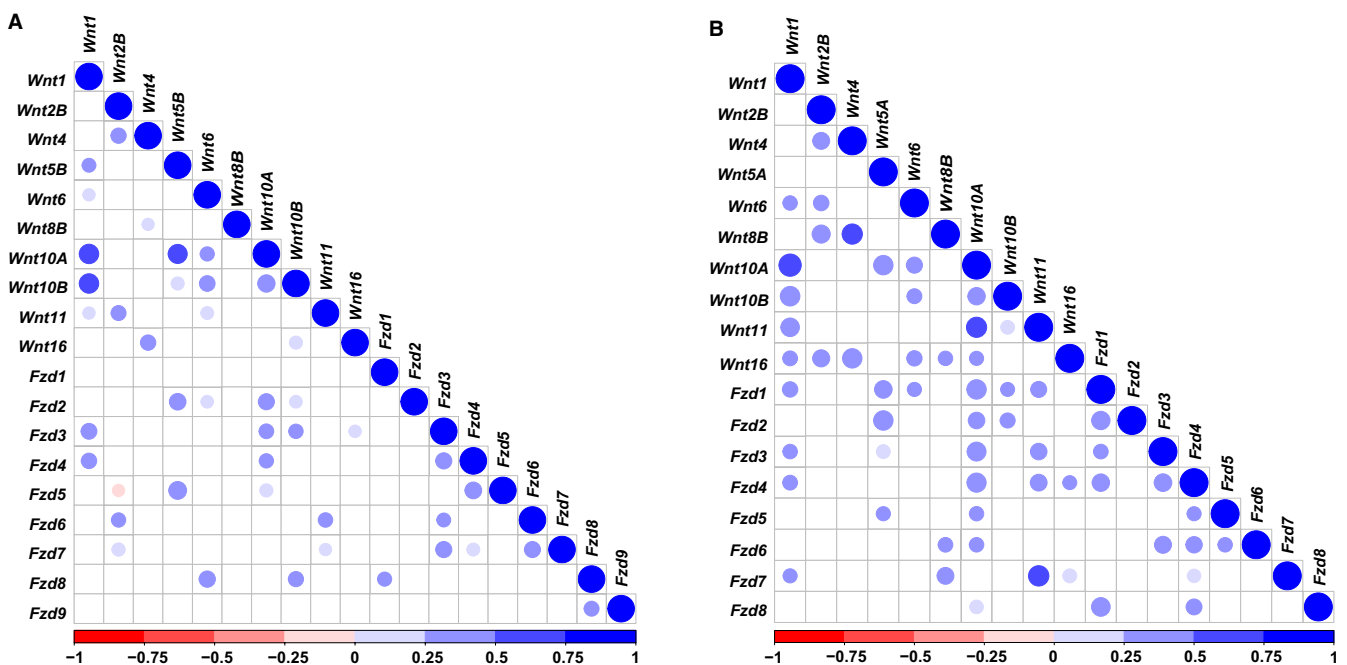 A
Wnt1
Wnt2B
Wnt4
Wnt5B
Wnt6
Wnt8B
Wnt10A
Wnt10B
Wnt11
Wnt16
Fzd1
Fzd2
Fzd3
Fzd4
Fzd5
Fzd6
Fzd7
Fzd8
Fzd9
Wnt1
Wnt2B
Wnt4
Wnt5B
Wnt6
Wnt8B
Wnt10A
Wnt10B
Wnt11
Wnt16
Fzd1
Fzd2
Fzd3
Fzd4
Fzd5
Fzd6
Fzd7
Fzd8
Fzd9
−1 −0.75 −0.5 −0.25 0 0.25 0.5 0.75 1
B
Wnt1
Wnt2B
Wnt4
Wnt5A
Wnt6
Wnt8B
Wnt10A
Wnt10B
Wnt11
Wnt16
Fzd1
Fzd2
Fzd3
Fzd4
Fzd5
Fzd6
Fzd7
Fzd8
Wnt1
Wnt2B
Wnt4
Wnt5A
Wnt6
Wnt8B
Wnt10A
Wnt10B
Wnt11
Wnt16
Fzd1
Fzd2
Fzd3
Fzd4
Fzd5
Fzd6
Fzd7
Fzd8
−1 −0.75 −0.5 −0.25 0 0.25 0.5 0.75 1